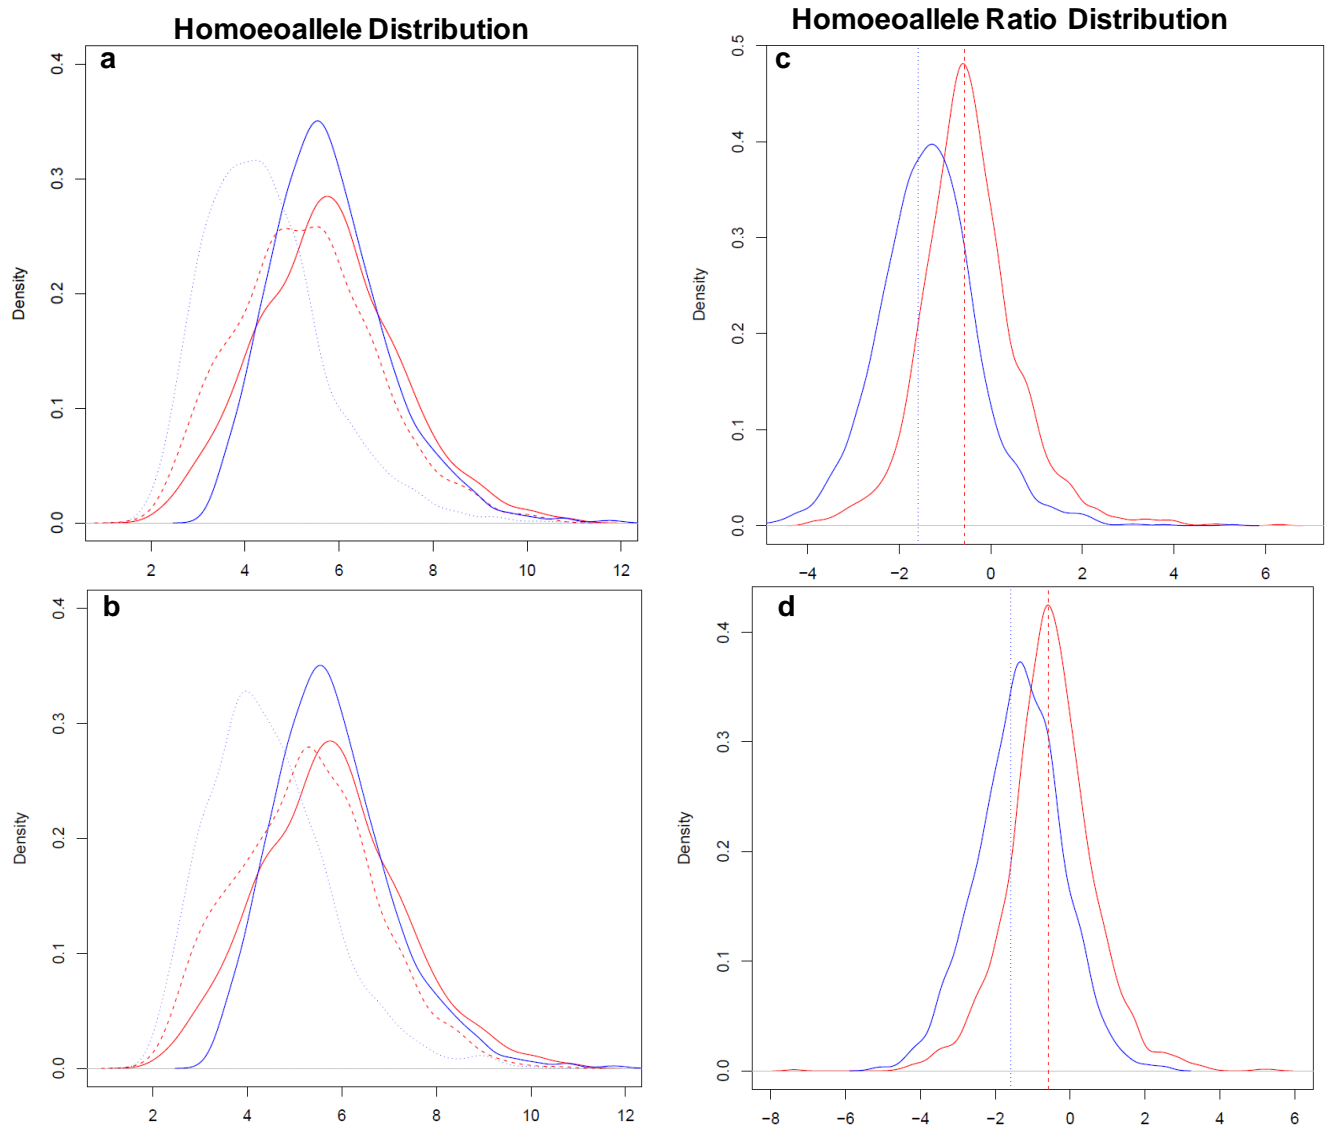 Homoeoallele Distribution
Homoeoallele Ratio Distribution
a
Density
0.0 0.1 0.2 0.3 0.4
2 4 6 8 10 12
c
Density
0.0 0.1 0.2 0.3 0.4 0.5
−4 −2 0 2 4 6
b
Density
0.0 0.1 0.2 0.3 0.4
2 4 6 8 10 12
d
Density
0.0 0.1 0.2 0.3 0.4
−8 −6 −4 −2 0 2 4 6